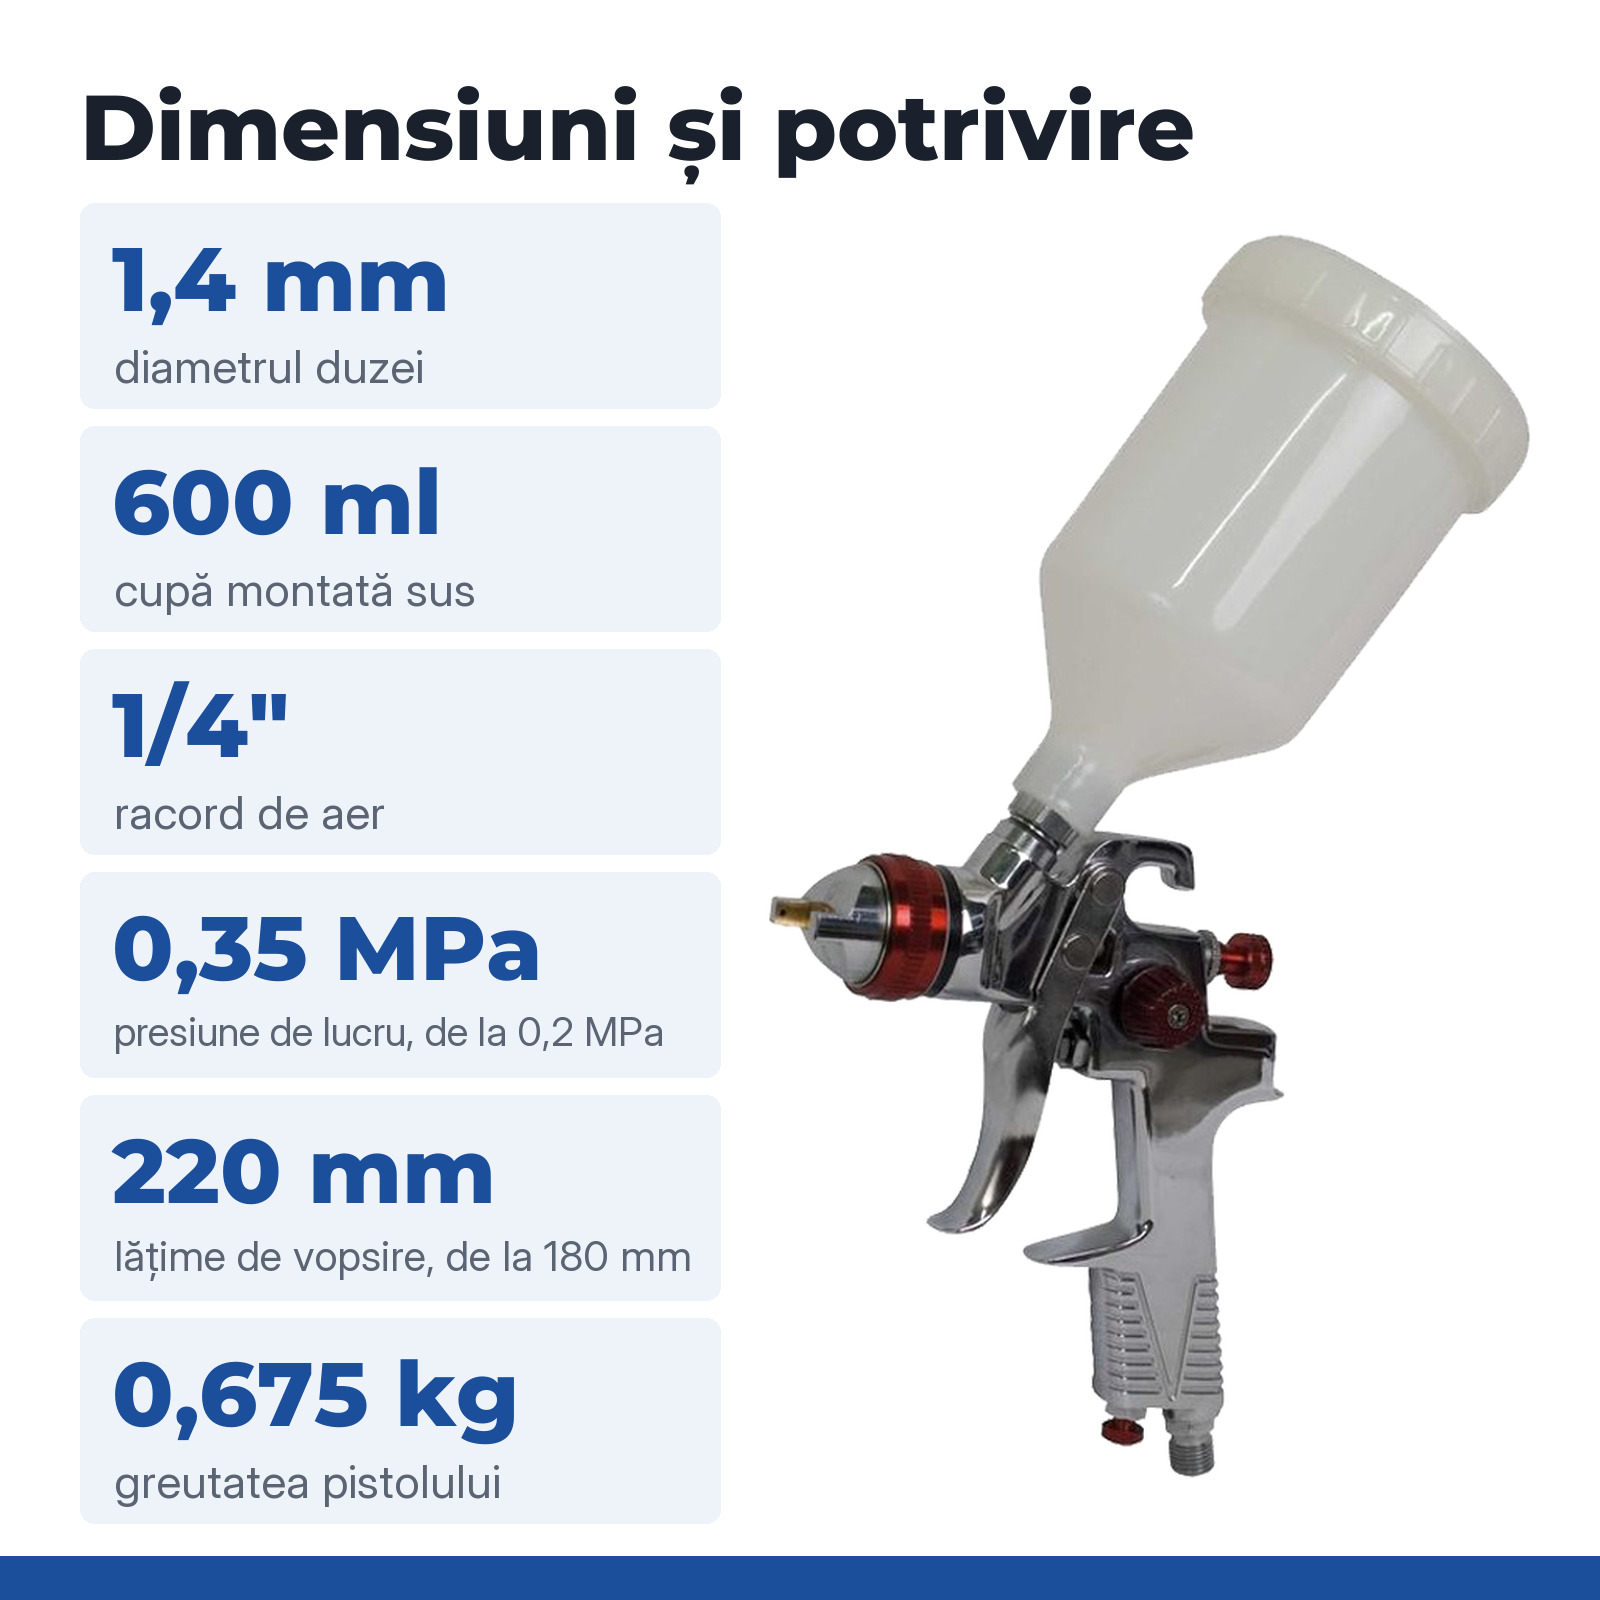 Dimensiuni și potrivire
1,4 mm
diametrul duzei
600 ml
cupă montată sus
1/4"
racord de aer
0,35 MPa
presiune de lucru, de la 0,2 MPa
220 mm
lățime de vopsire, de la 180 mm
0,675 kg
greutatea pistolului